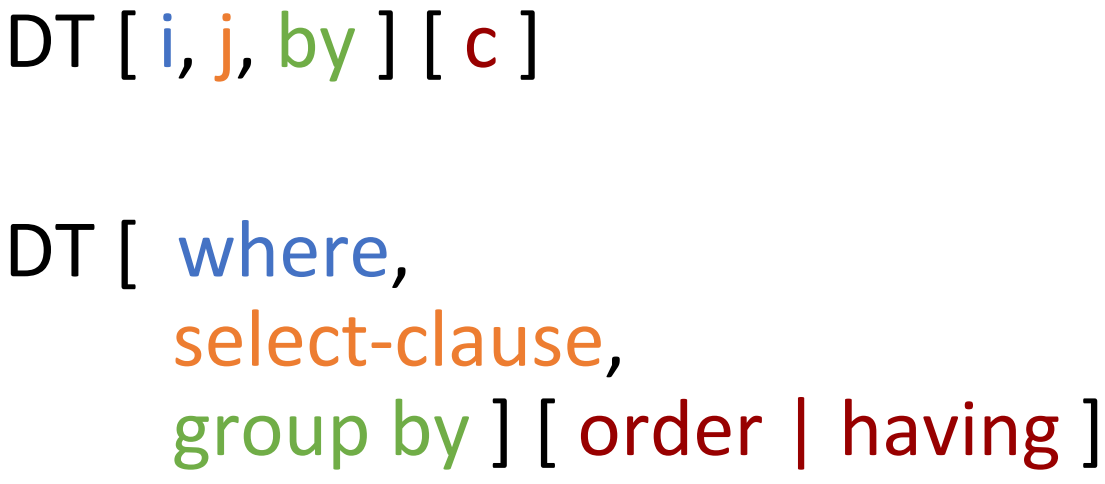 DT [ i, j, by ] [ c ]
DT [ where,
select-clause,
group by ] [ order | having ]